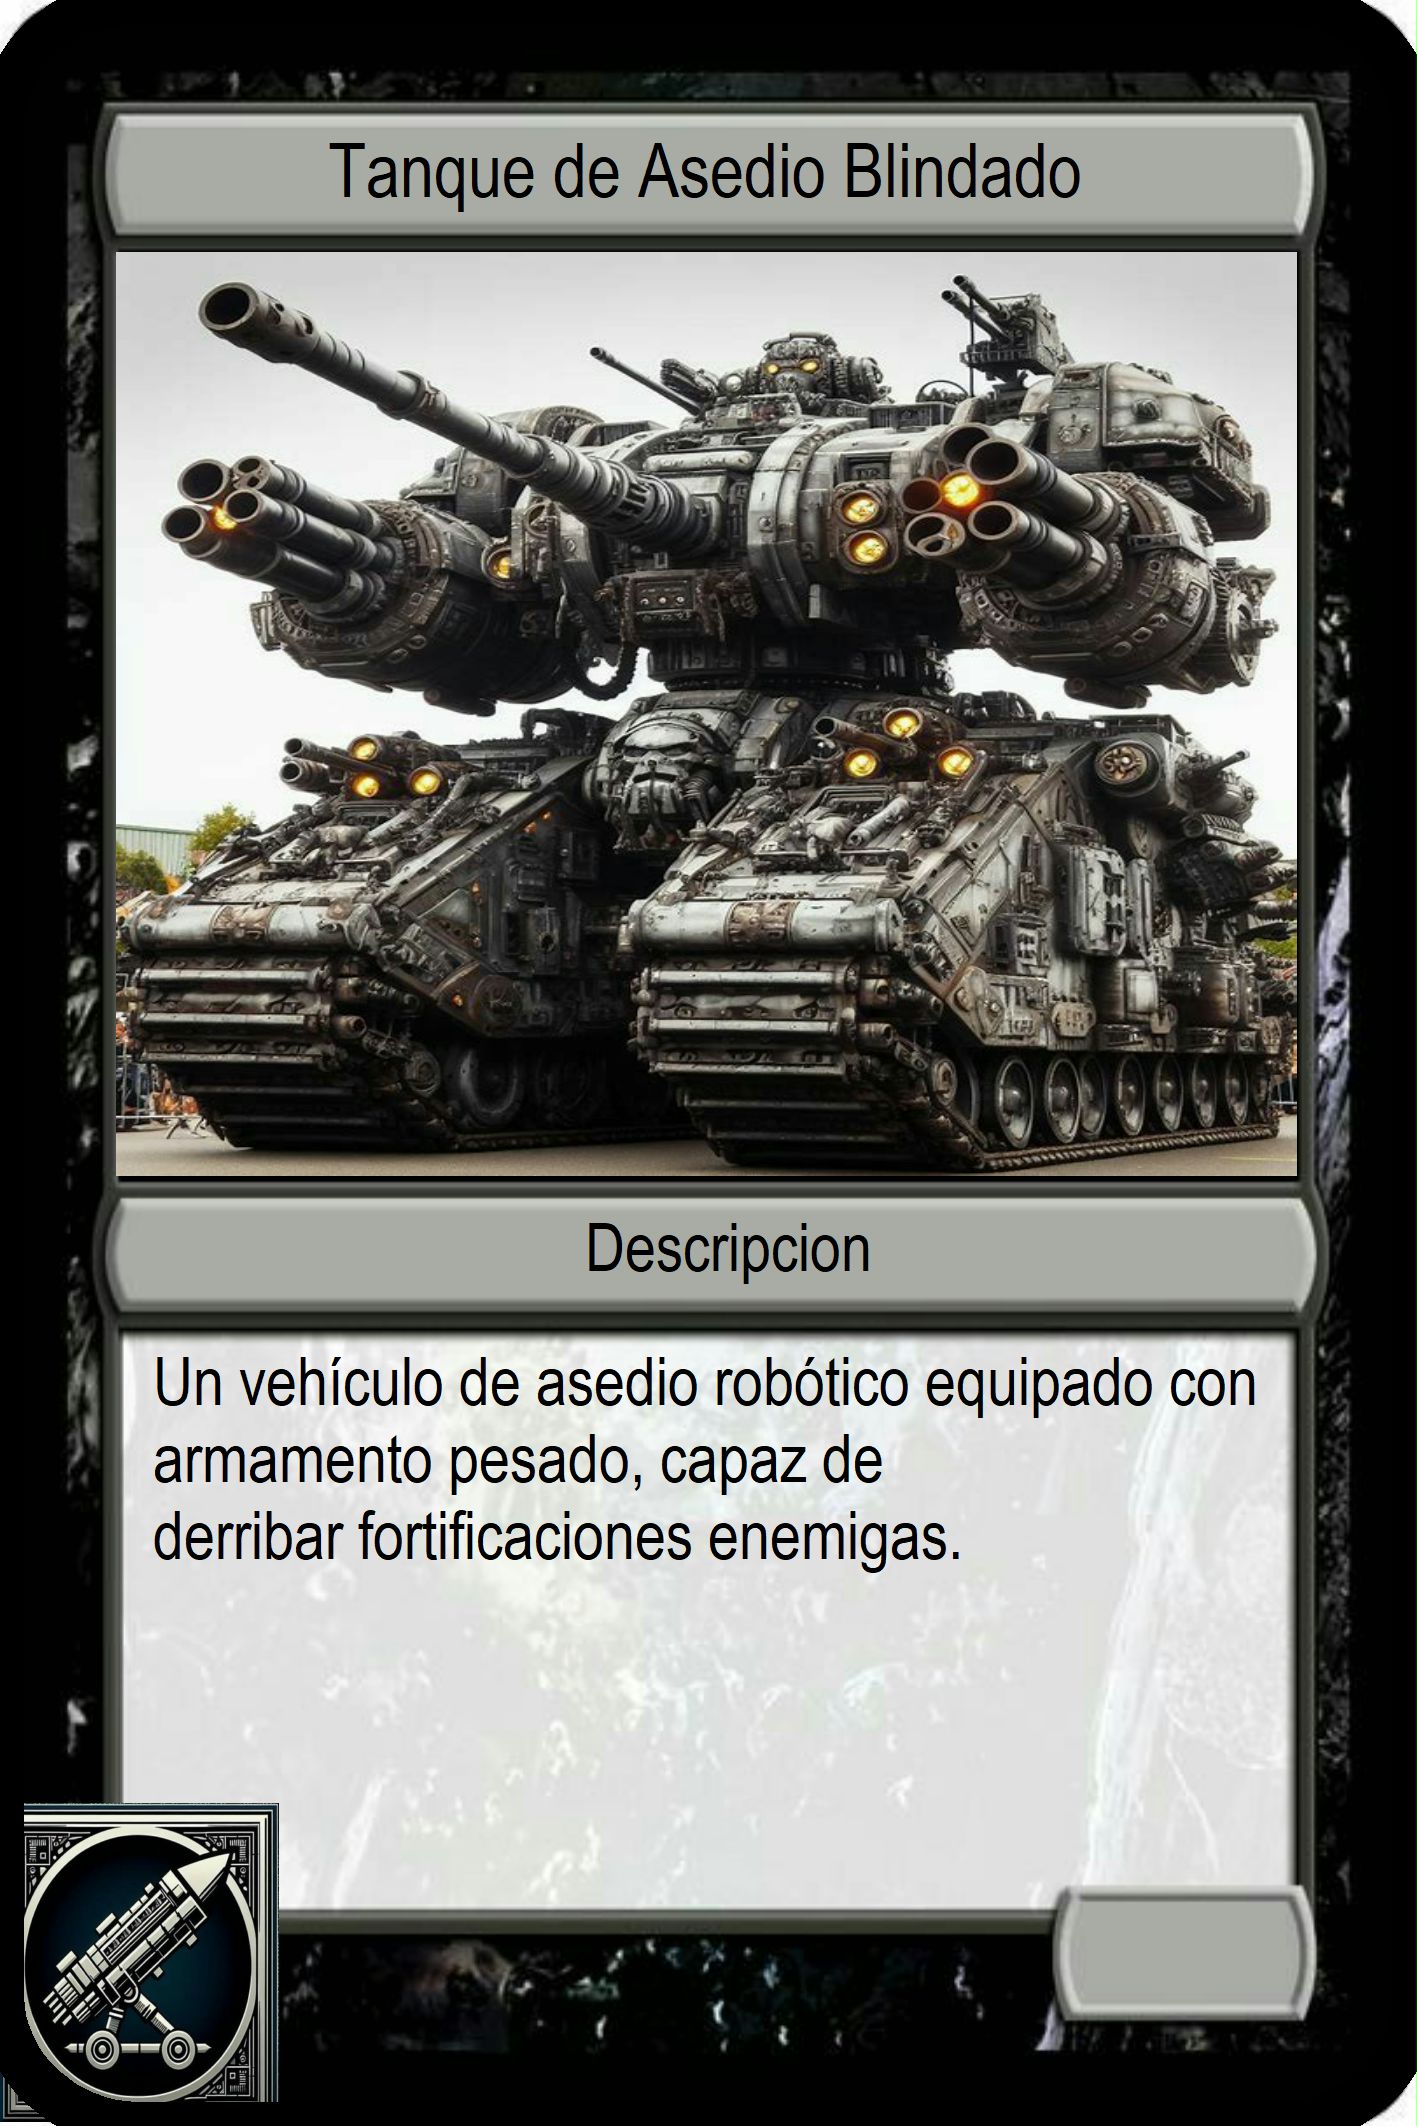 Tanque de Asedio Blindado
Descripcion
Un vehículo de asedio robótico equipado con
armamento pesado, capaz de
derribar fortificaciones enemigas.